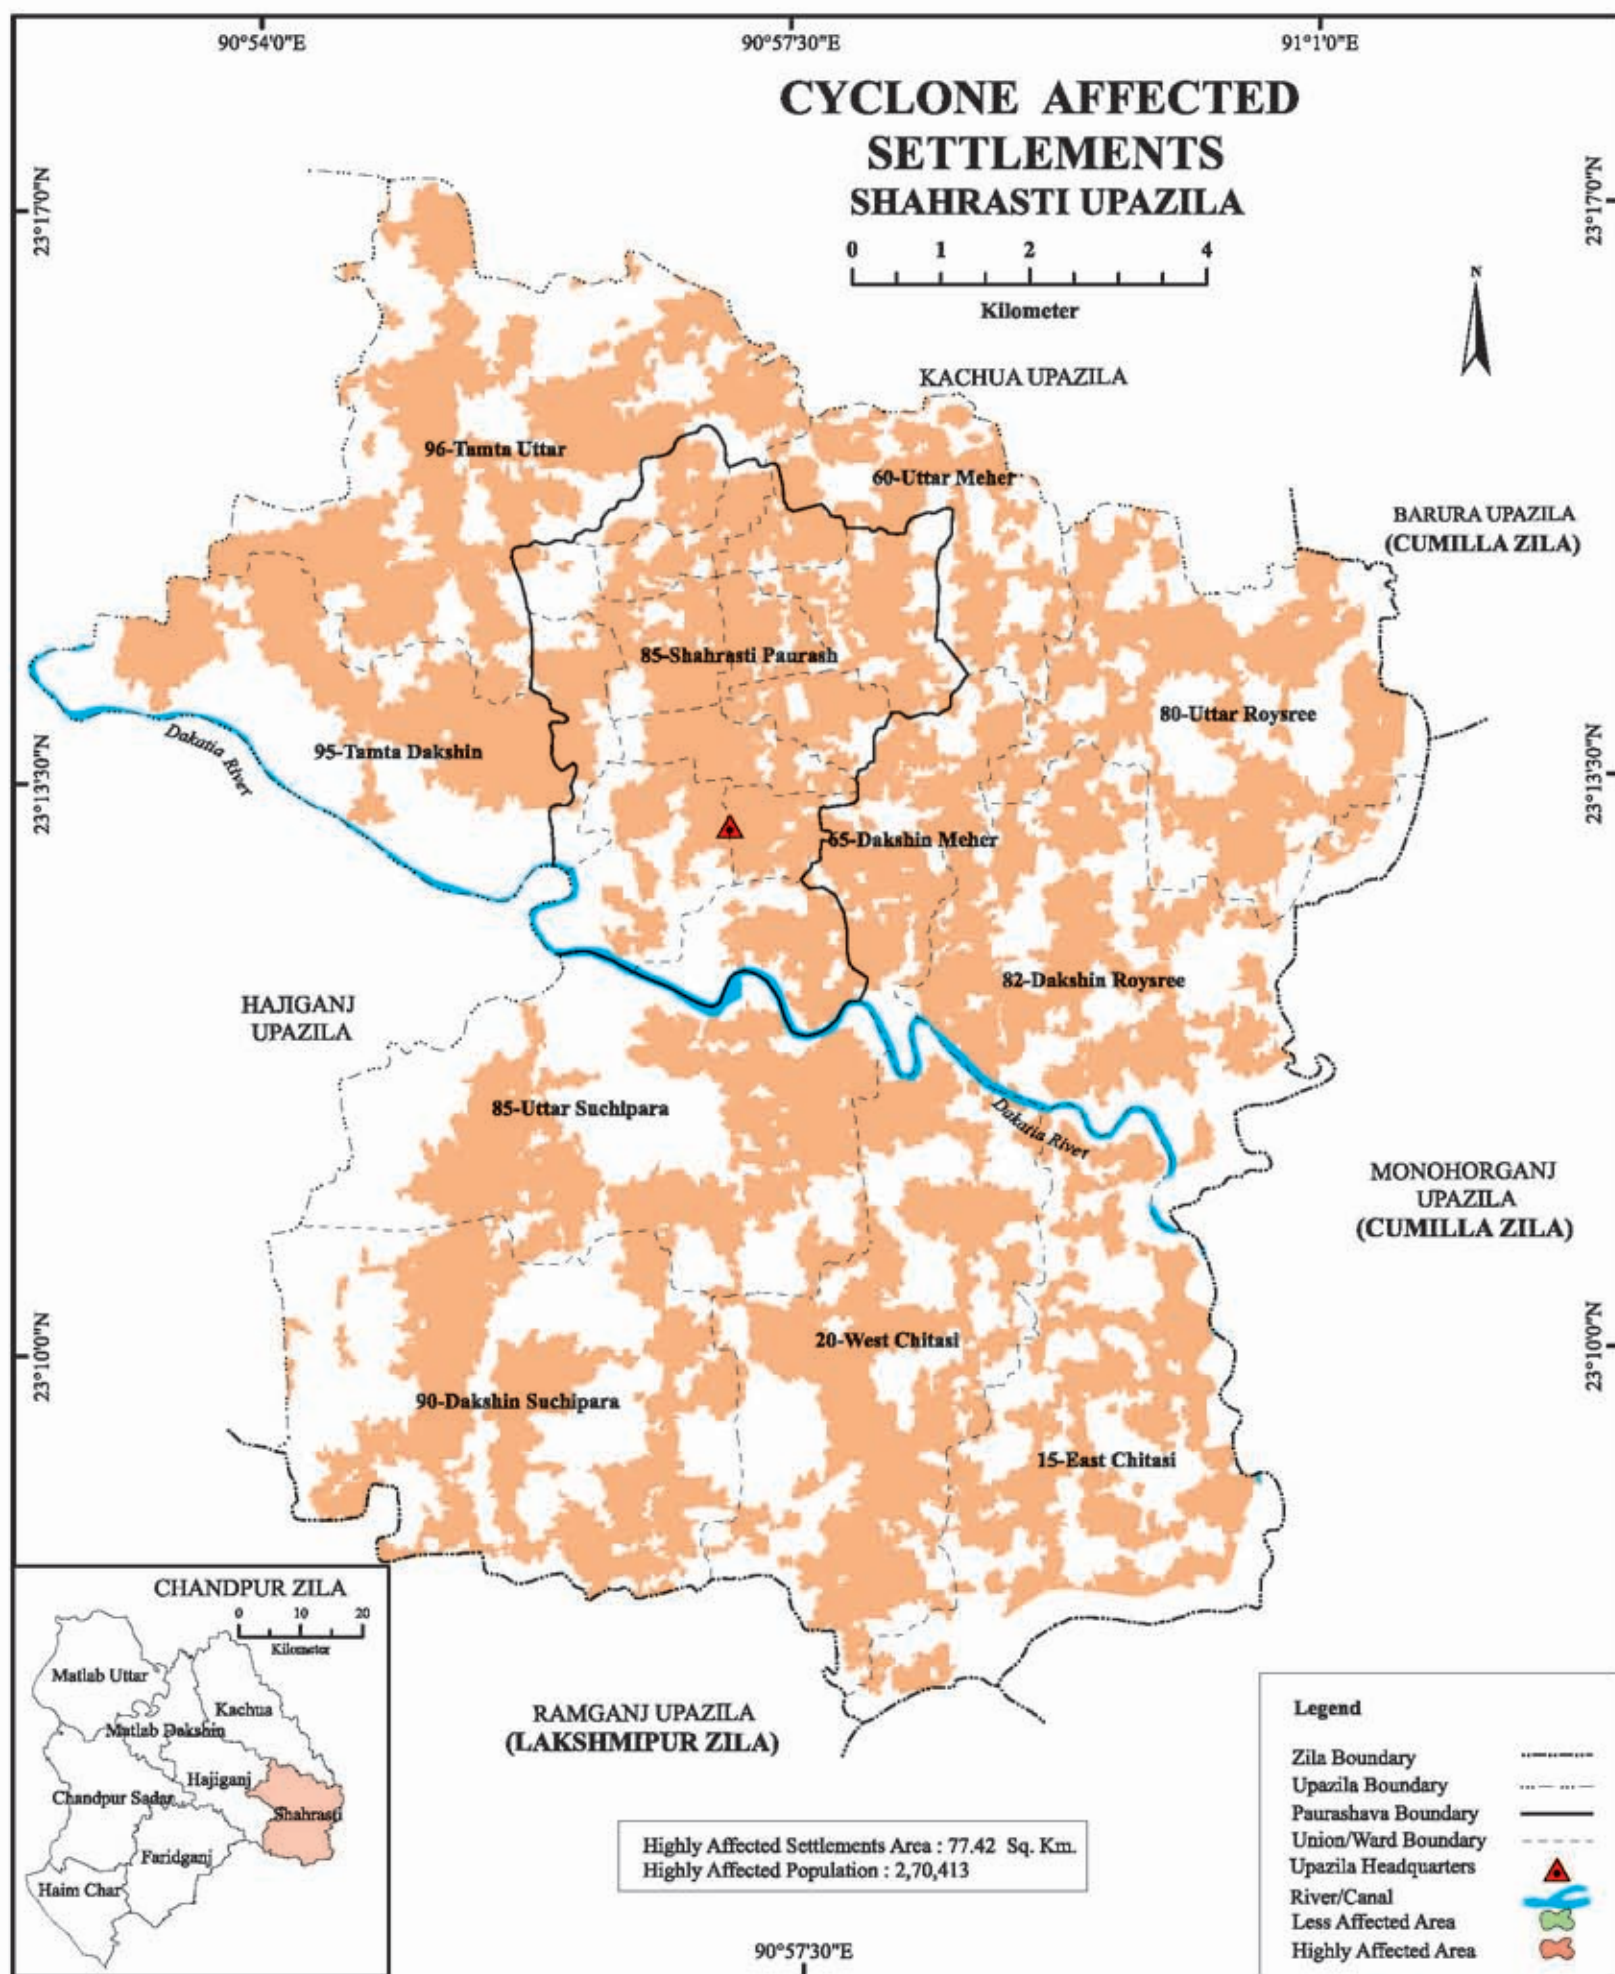 90°54'0"E
90°57'30"E
91°1'0"E
CYCLONE AFFECTED
SETTLEMENTS
SHAHRASTI UPAZILA
0 1 2 4
Kilometer
N
23°17'0"N
23°17'0"N
KACHUA UPAZILA
96-Tamta Uttar
60-Uttar Meher
BARURA UPAZILA
(CUMILLA ZILA)
85-Shahrasti Paurash
80-Uttar Roysree
95-Tamta Dakshin
Dakatia River
23°13'30"N
23°13'30"N
65-Dakshin Meher
82-Dakshin Roysree
HAJIGANJ
UPAZILA
85-Uttar Suchipara
Dakatia River
MONOHORGANJ
UPAZILA
(CUMILLA ZILA)
20-West Chitasi
23°10'0"N
23°10'0"N
90-Dakshin Suchipara
15-East Chitasi
CHANDPUR ZILA
0 10 20
Kilometer
Matlab Uttar
Kachua
Matlab Dakshin
Hajiganj
Chandpur Sadar
Shahrasti
Faridganj
Haim Char
RAMGANJ UPAZILA
(LAKSHMIPUR ZILA)
Highly Affected Settlements Area : 77.42 Sq. Km.
Highly Affected Population : 2,70,413
90°57'30"E
Legend
Zila Boundary
Upazila Boundary
Paurashava Boundary
Union/Ward Boundary
Upazila Headquarters
River/Canal
Less Affected Area
Highly Affected Area